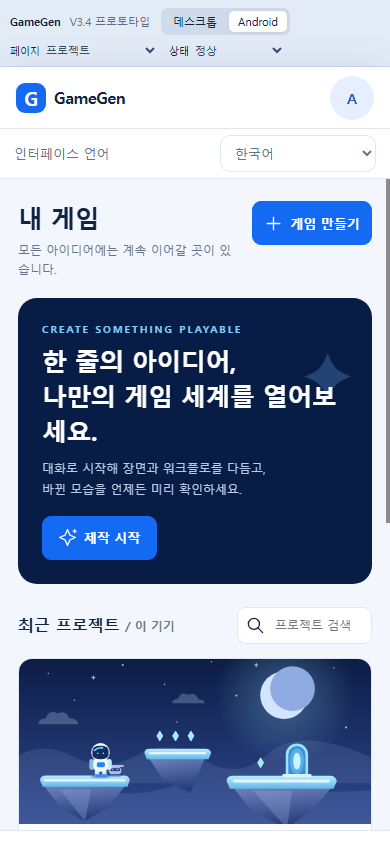 GameGen V3.4 프로토타입 데스크톱 Android
페이지 프로젝트 상태 정상
G GameGen A
인터페이스 언어 한국어
내 게임
게임 만들기
모든 아이디어에는 계속 이어갈 곳이 있
습니다.
CREATE SOMETHING PLAYABLE
한 줄의 아이디어,
나만의 게임 세계를 열어보
세요.
대화로 시작해 장면과 워크플로를 다듬고,
바뀐 모습을 언제든 미리 확인하세요.
제작 시작
최근 프로젝트 / 이 기기 프로젝트 검색